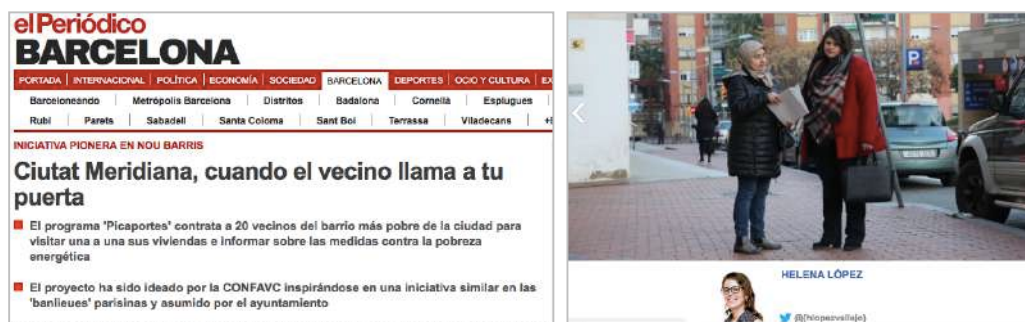 el Periódico
BARCELONA
PORTADA INTERNACIONAL POLÍTICA ECONOMÍA SOCIEDAD BARCELONA DEPORTES OCIO Y CULTURA
Barceloneando Metrópolis Barcelona Distritos Badalona Cornellà Esplugues
Rubí Parets Sabadell Santa Coloma Sant Boi Terrassa Viladecans
INICIATIVA PIONERA EN NOU BARRIS
Ciutat Meridiana, cuando el vecino llama a tu
puerta
El programa 'Picaportes' contrata a 20 vecinos del barrio más pobre de la ciudad para
visitar una a una sus viviendas e informar sobre las medidas contra la pobreza
energética
El proyecto ha sido ideado por la CONFAVC inspirándose en una iniciativa similar en las
'banlieues' parisinas y asumido por el ayuntamiento
P
HELENA LÓPEZ